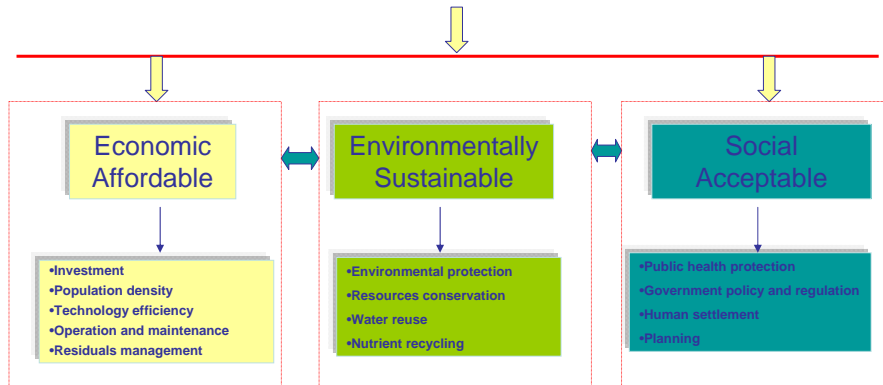 Economic
Affordable
Environmentally
Sustainable
Social
Acceptable
•Investment
•Population density
•Technology efficiency
•Operation and maintenance
•Residuals management
•Environmental protection
•Resources conservation
•Water reuse
•Nutrient recycling
•Public health protection
•Government policy and regulation
•Human settlement
•Planning